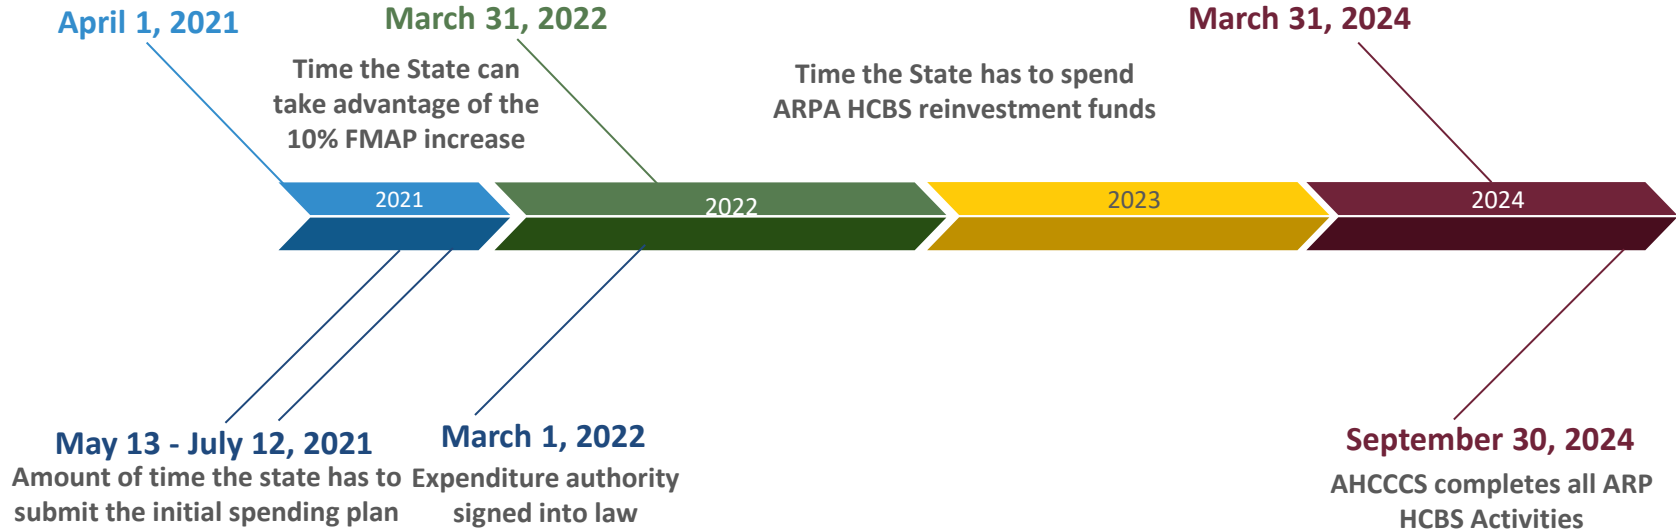 April 1, 2021
March 31, 2022
March 31, 2024
Time the State can
take advantage of the
10% FMAP increase
Time the State has to spend
ARPA HCBS reinvestment funds
2021
2022
2023
2024
May 13 - July 12, 2021
Amount of time the state has to
submit the initial spending plan
March 1, 2022
Expenditure authority
signed into law
September 30, 2024
AHCCCS completes all ARP
HCBS Activities